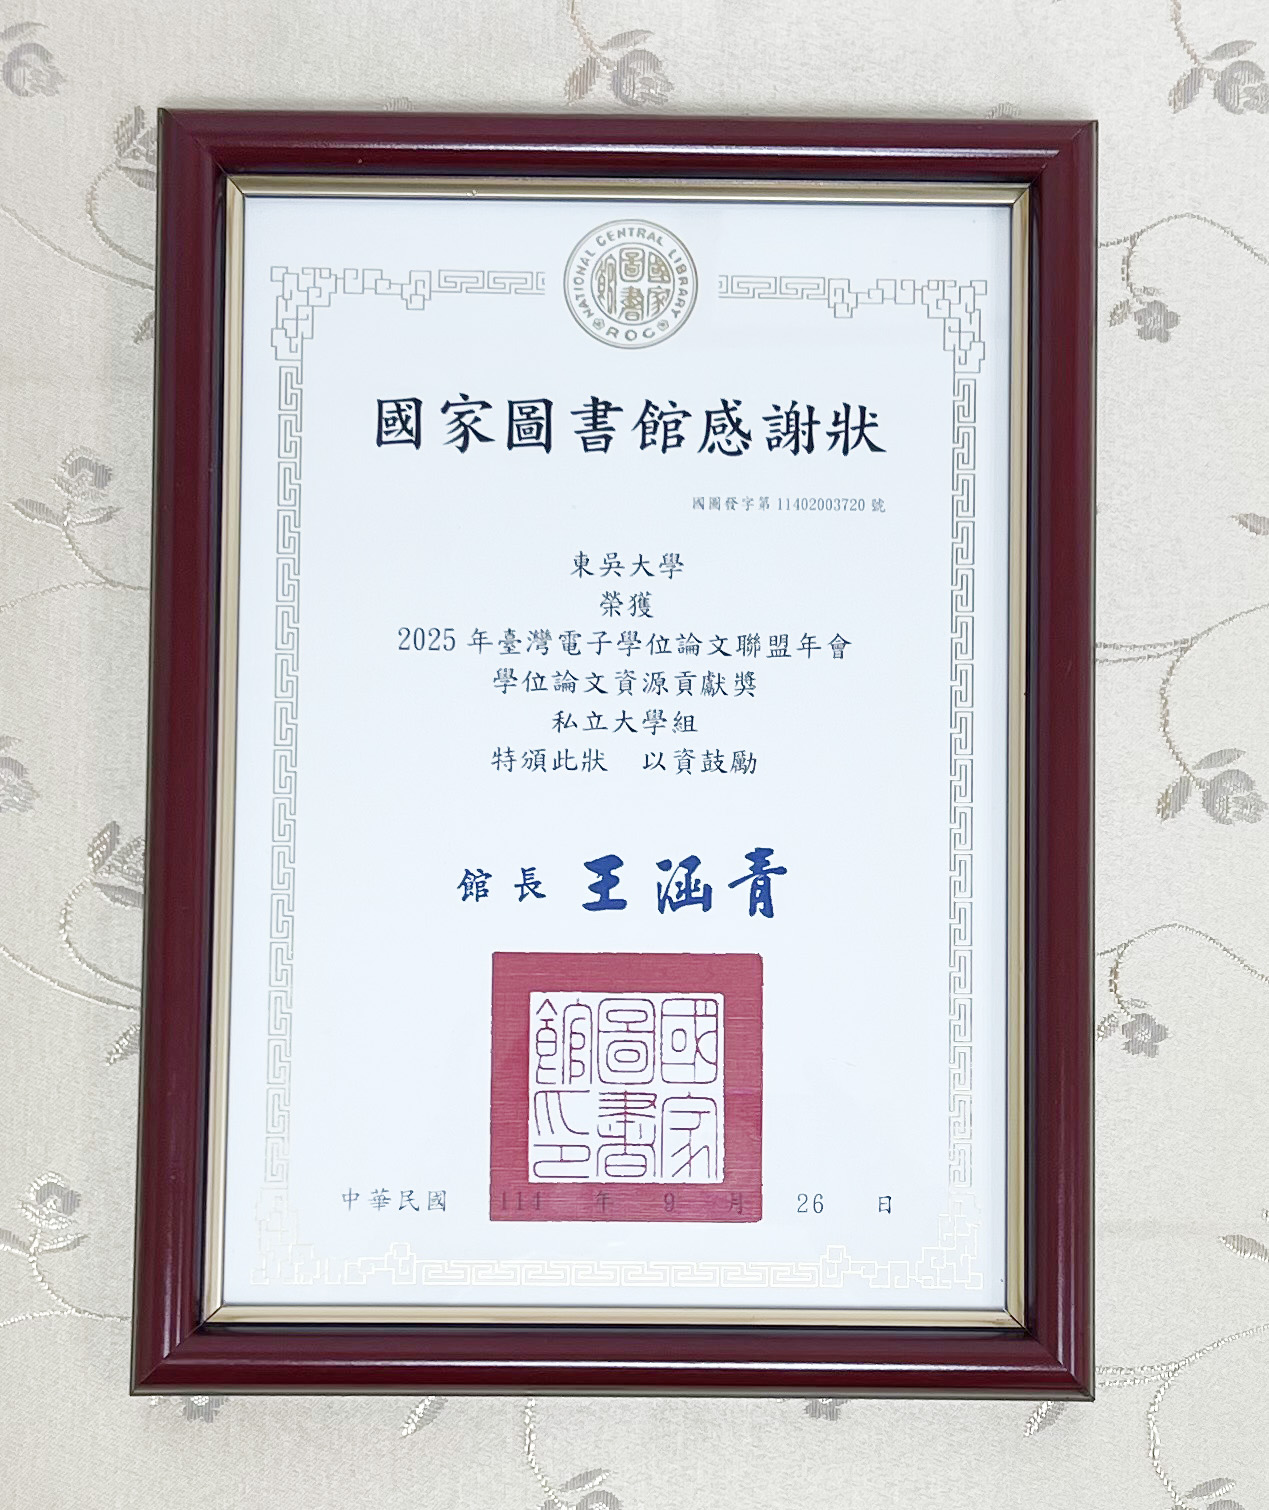 NATIONAL CENTRAL LIBRARY
ROC
國家圖書館
國家圖書館感謝狀
國圖發字第 11402003720 號
東吳大學
榮獲
2025 年臺灣電子學位論文聯盟年會
學位論文資源貢獻獎
私立大學組
特頒此狀　以資鼓勵
館長 王涵青
國家圖書館印
中華民國 114 年 9 月 26 日